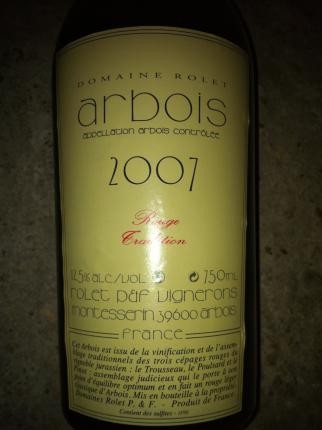 DOMAINE ROLET
arbois
appellation arbois contrôlée
2007
Rouge
Tradition
12,5% alc/vol 750ml
rolet p&f vignerons
montesserin 39600 arbois
france
Cet Arbois est issu de la vinification et de l'assem-
blage traditionnels des trois cépages rouges du
vignoble jurassien : le Trousseau, le Poulsard et le
Pinot : assemblage judicieux qui le porte à son
point d'équilibre optimum et en fait un rouge léger
classique d'Arbois. Mis en bouteille à la propriété
Domaines Rolet P. & F. - Produit de France.
Contient des sulfites -